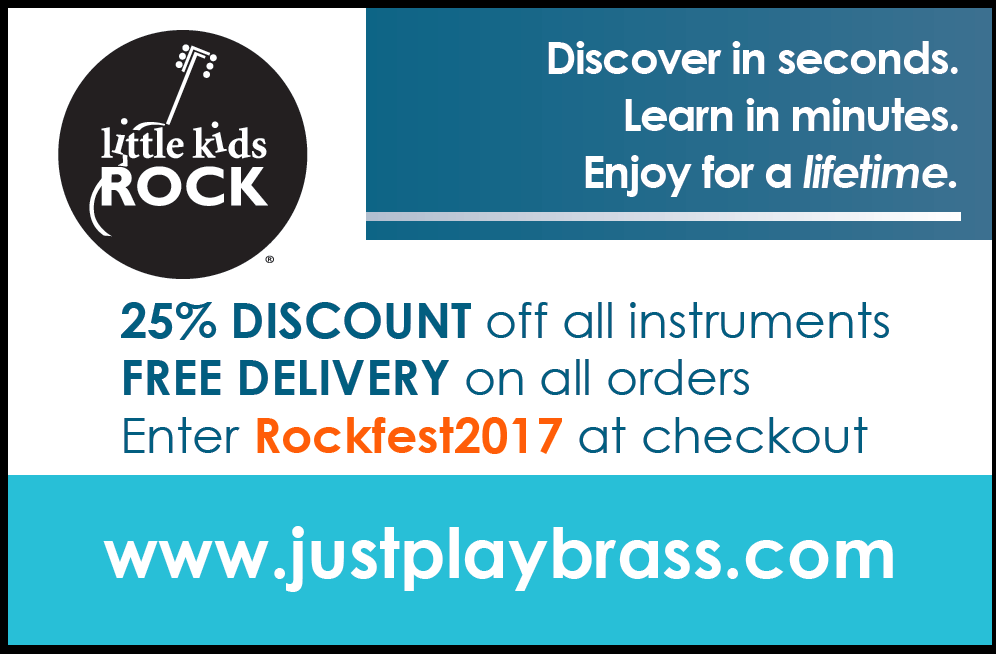 little kids
ROCK
®
Discover in seconds.
Learn in minutes.
Enjoy for a lifetime.
25% DISCOUNT off all instruments
FREE DELIVERY on all orders
Enter Rockfest2017 at checkout
www.justplaybrass.com